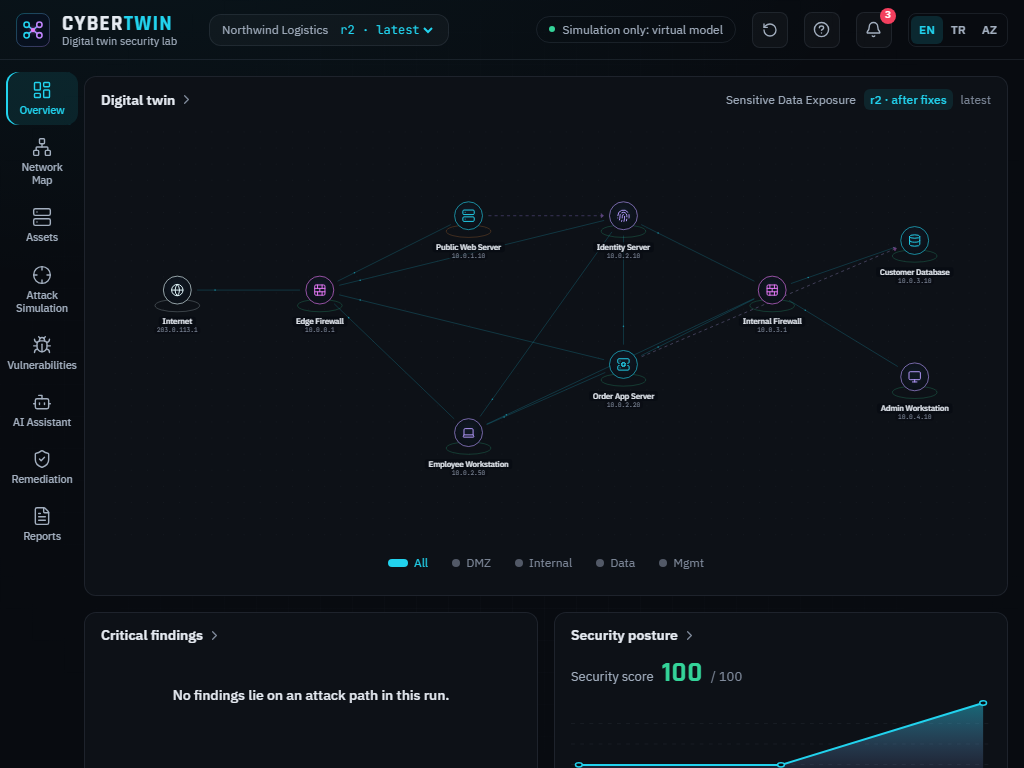 CYBERTWIN
Digital twin security lab
Northwind Logistics r2 · latest
Simulation only: virtual model
3
EN TR AZ
Overview
Network
Map
Assets
Attack
Simulation
Vulnerabilities
AI Assistant
Remediation
Reports
Digital twin
Sensitive Data Exposure r2 · after fixes latest
Public Web Server
10.0.1.10
Identity Server
10.0.2.10
Customer Database
10.0.3.10
Internet
203.0.113.1
Edge Firewall
10.0.0.1
Internal Firewall
10.0.3.1
Order App Server
10.0.2.20
Admin Workstation
10.0.4.10
Employee Workstation
10.0.2.50
All DMZ Internal Data Mgmt
Critical findings
No findings lie on an attack path in this run.
Security posture
Security score 100 / 100